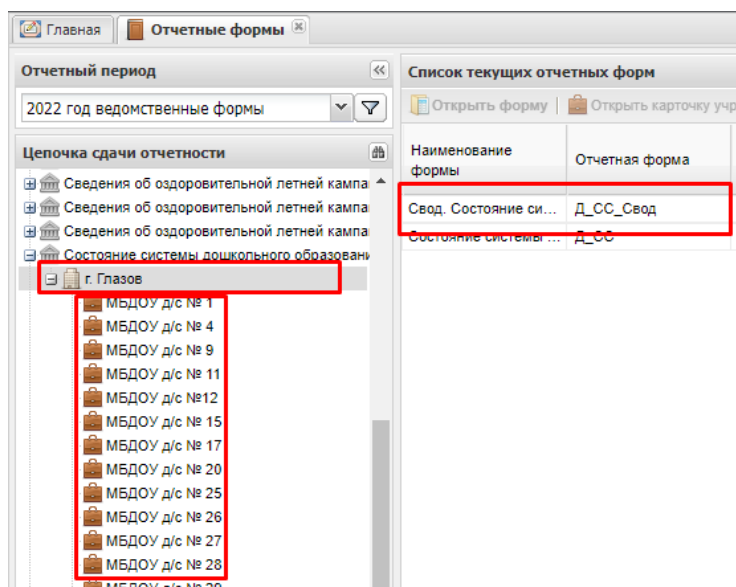 Главная
Отчетные формы
Отчетный период
2022 год ведомственные формы
Цепочка сдачи отчетности
Сведения об оздоровительной летней кампа
Сведения об оздоровительной летней кампа
Сведения об оздоровительной летней кампа
Состояние системы дошкольного образовани
г. Глазов
МБДОУ д/с № 1
МБДОУ д/с № 4
МБДОУ д/с № 9
МБДОУ д/с № 11
МБДОУ д/с №12
МБДОУ д/с № 15
МБДОУ д/с № 17
МБДОУ д/с № 20
МБДОУ д/с № 25
МБДОУ д/с № 26
МБДОУ д/с № 27
МБДОУ д/с № 28
Список текущих отчетных форм
Открыть форму | Открыть карточку учр
Наименование
формы
Отчетная форма
Свод. Состояние си... Д_СС_Свод
Состояние системы ... Д_СС